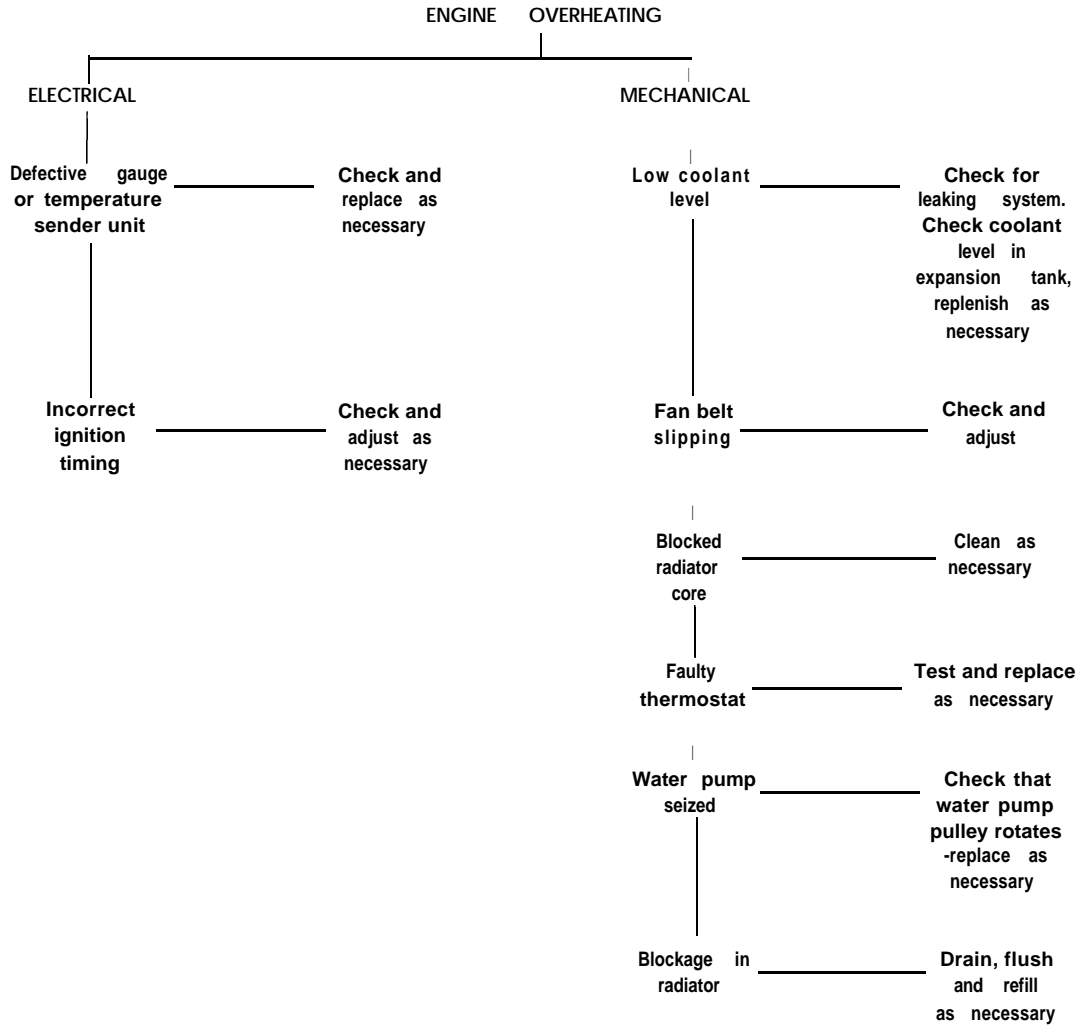 ENGINE OVERHEATING
ELECTRICAL
MECHANICAL
Defective gauge
or temperature
sender unit
Check and
replace as
necessary
Low coolant
level
Check for
leaking system.
Check coolant
level in
expansion tank,
replenish as
necessary
Incorrect
ignition
timing
Check and
adjust as
necessary
Fan belt
slipping
Check and
adjust
Blocked
radiator
core
Clean as
necessary
Faulty
thermostat
Test and replace
as necessary
Water pump
seized
Check that
water pump
pulley rotates
-replace as
necessary
Blockage in
radiator
Drain, flush
and refill
as necessary